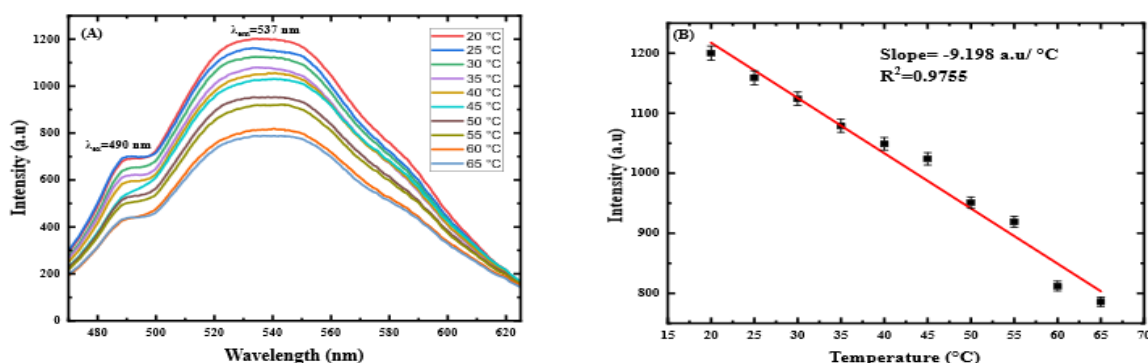 (A)
λem=537 nm
λex=490 nm
20 °C
25 °C
30 °C
35 °C
40 °C
45 °C
50 °C
55 °C
60 °C
65 °C
1200
1000
800
600
400
200
0
Intensity (a.u)
480 500 520 540 560 580 600 620
Wavelength (nm)
(B)
Slope= -9.198 a.u/ °C
R²=0.9755
1200
1100
1000
900
800
Intensity (a.u)
15 20 25 30 35 40 45 50 55 60 65 70
Temperature (°C)